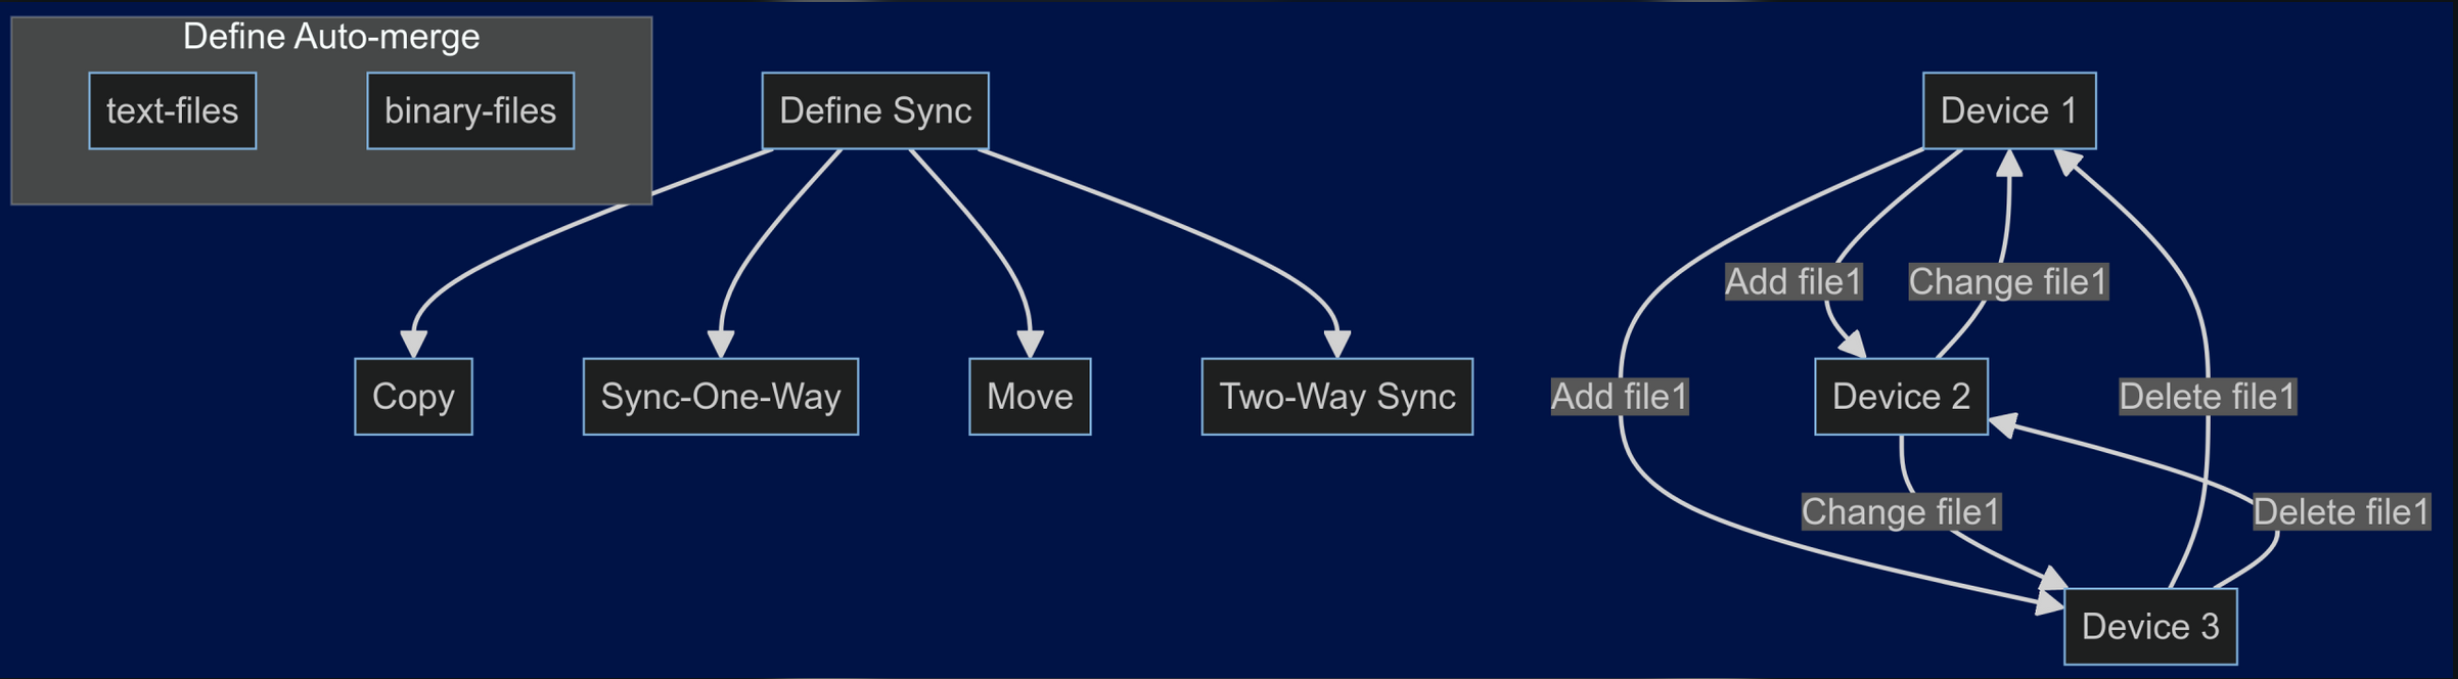 Define Auto-merge
text-files
binary-files
Define Sync
Device 1
Add file1
Change file1
Copy
Sync-One-Way
Move
Two-Way Sync
Add file1
Device 2
Delete file1
Change file1
Delete file1
Device 3